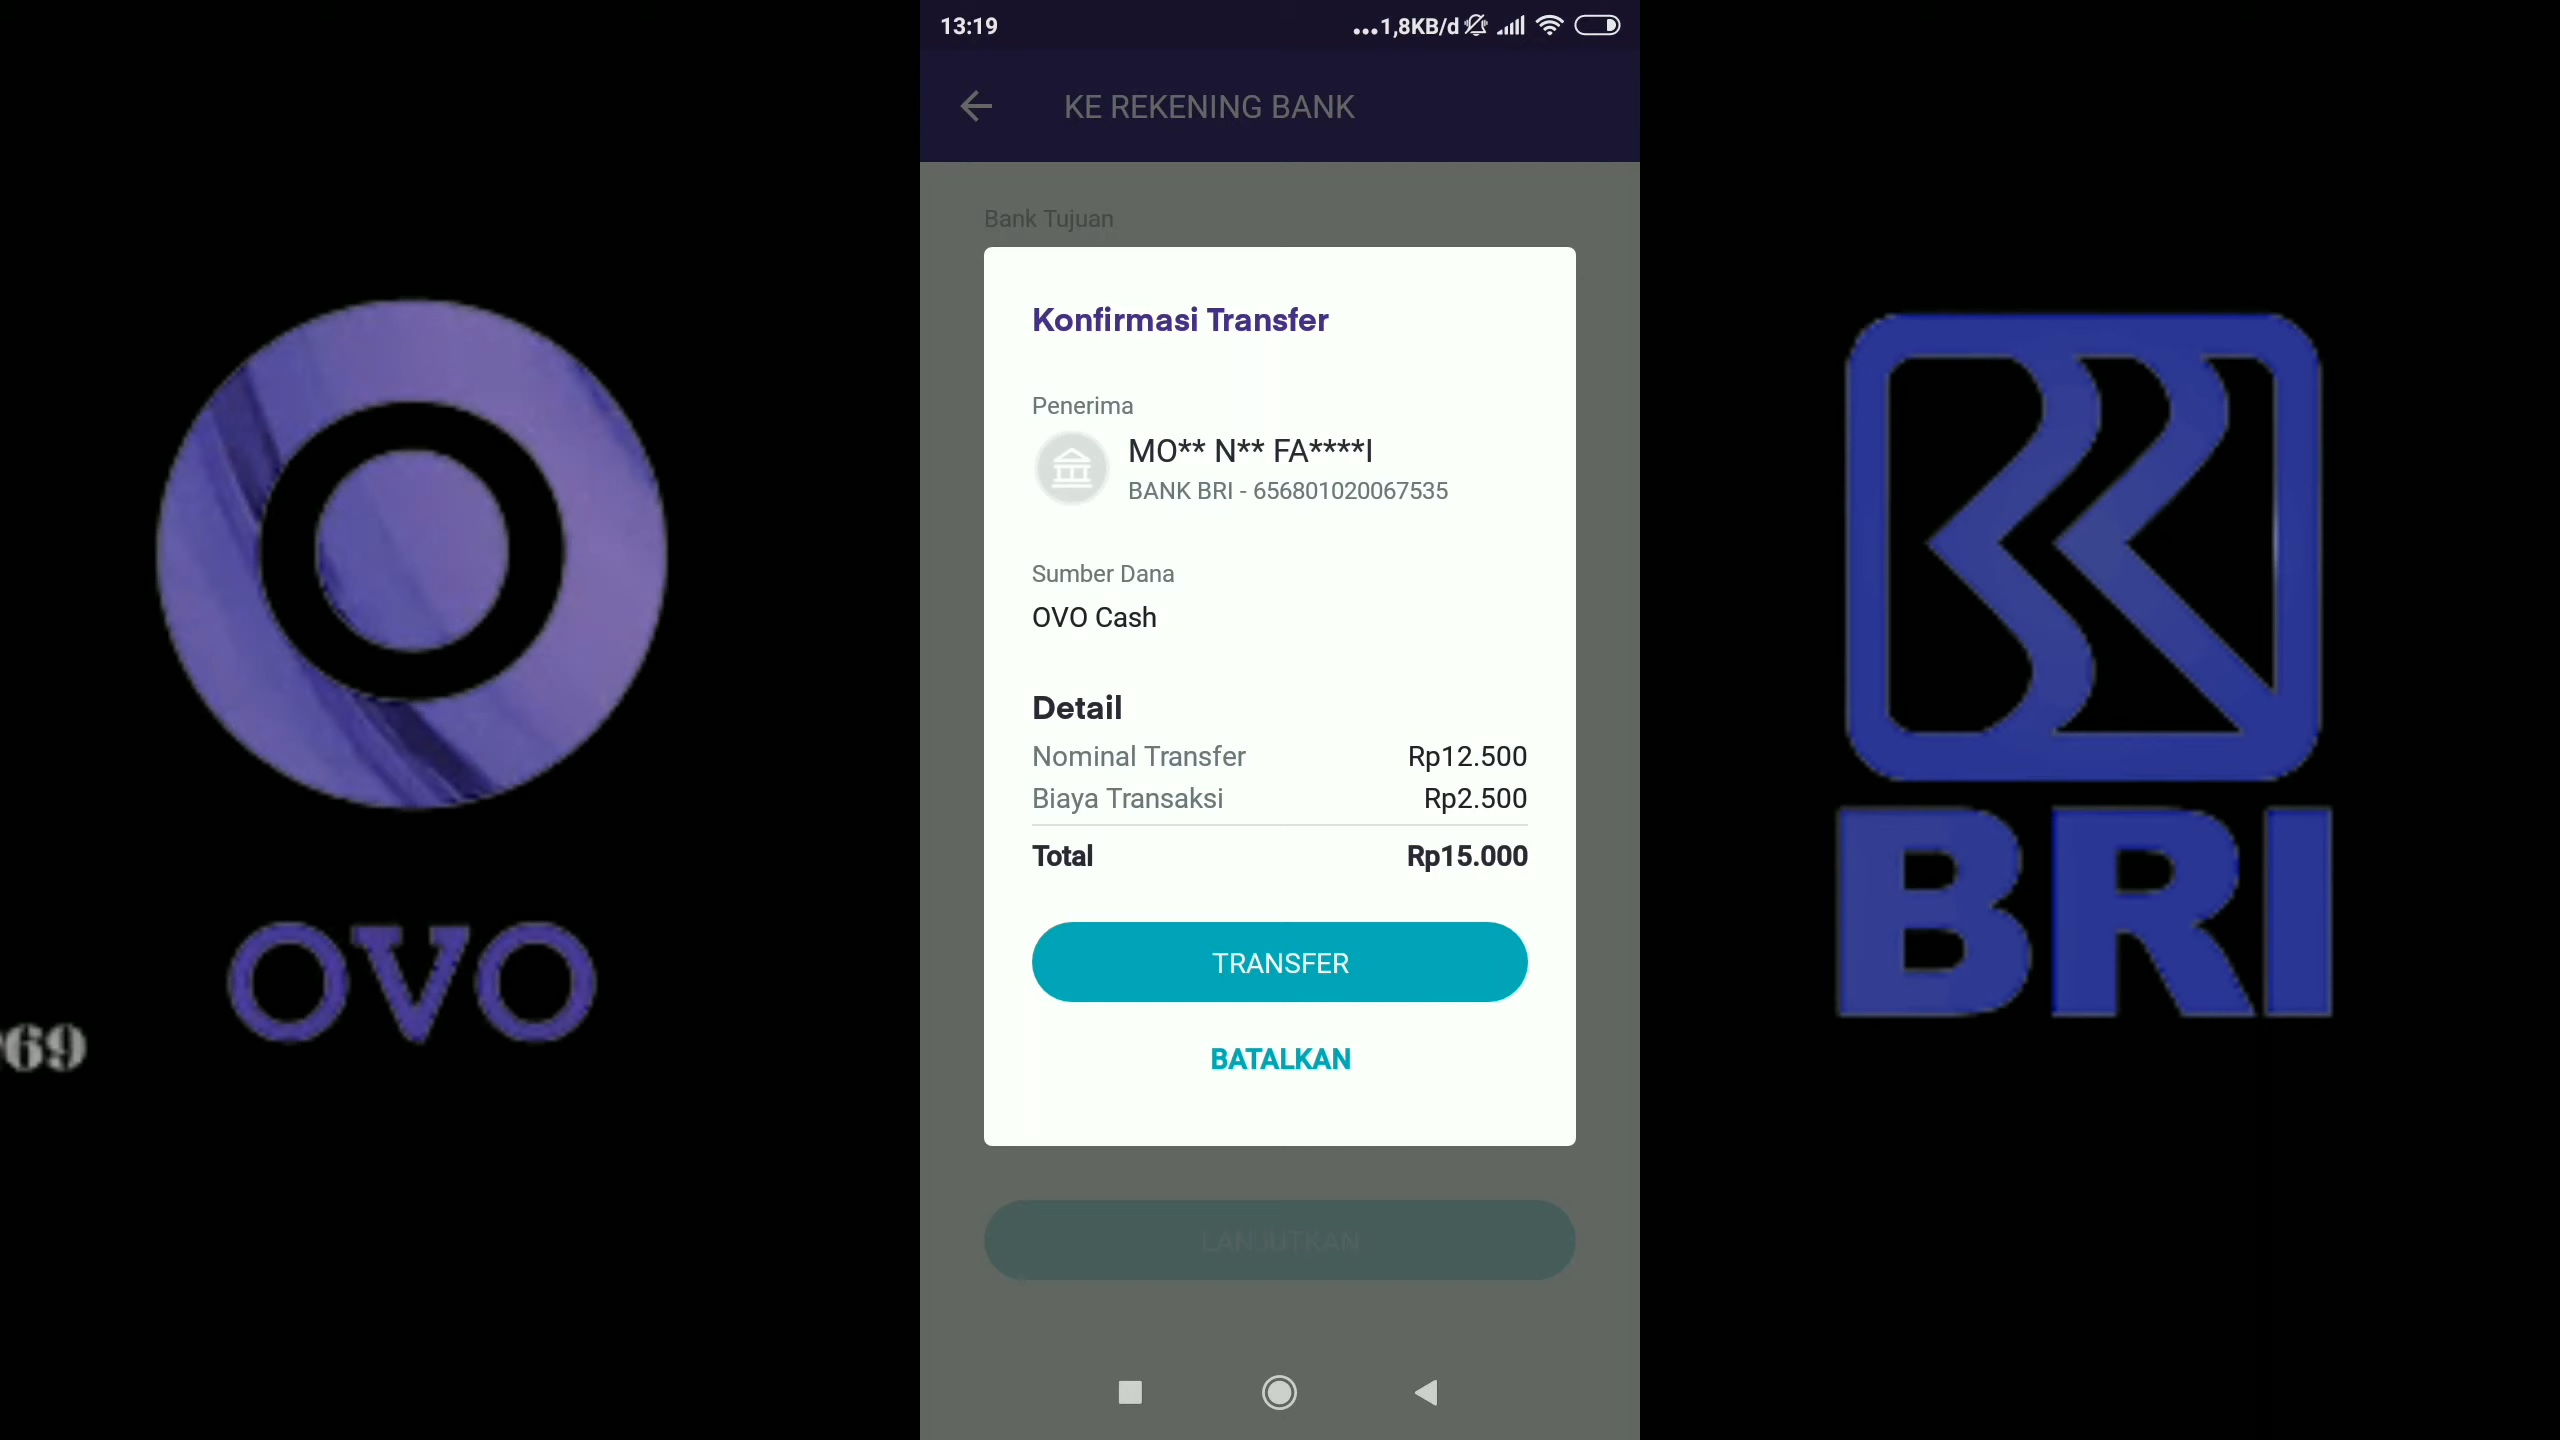 13:19
...1,8KB/d
KE REKENING BANK
Bank Tujuan
Konfirmasi Transfer
Penerima
MO** N** FA****I
BANK BRI - 656801020067535
Sumber Dana
OVO Cash
Detail
Nominal Transfer Rp12.500
Biaya Transaksi Rp2.500
Total Rp15.000
TRANSFER
BATALKAN
LANJUTKAN
OVO
69
BRI